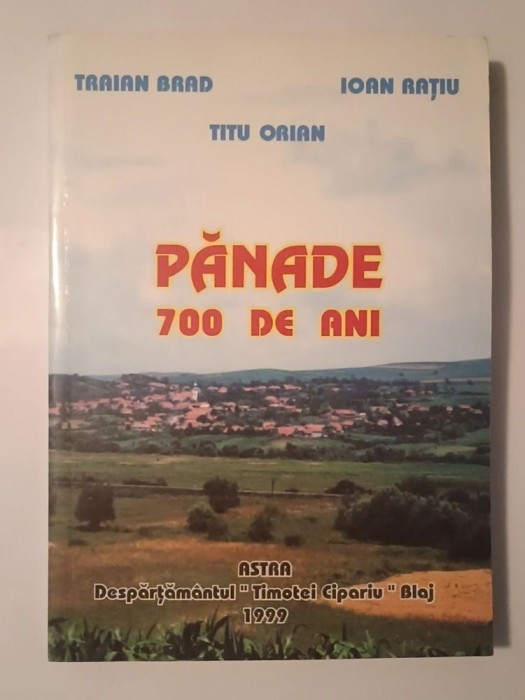 TRAIAN BRAD IOAN RAȚIU
TITU ORIAN
PĂNADE
700 DE ANI
ASTRA
Despărțământul "Timotei Cipariu" Blaj
1999